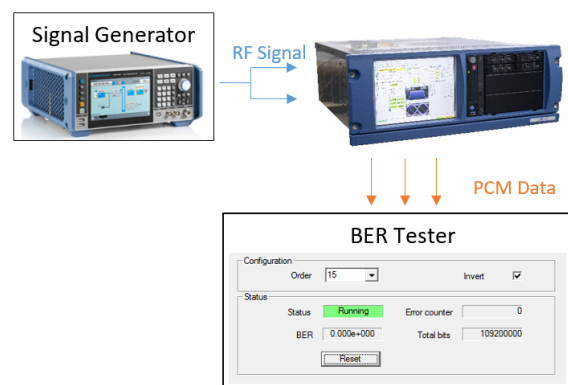 Signal Generator
RF Signal
PCM Data
BER Tester
Configuration
Order 15 Invert
Status
Status Running Error counter 0
BER 0.000e+000 Total bits 109200000
Reset